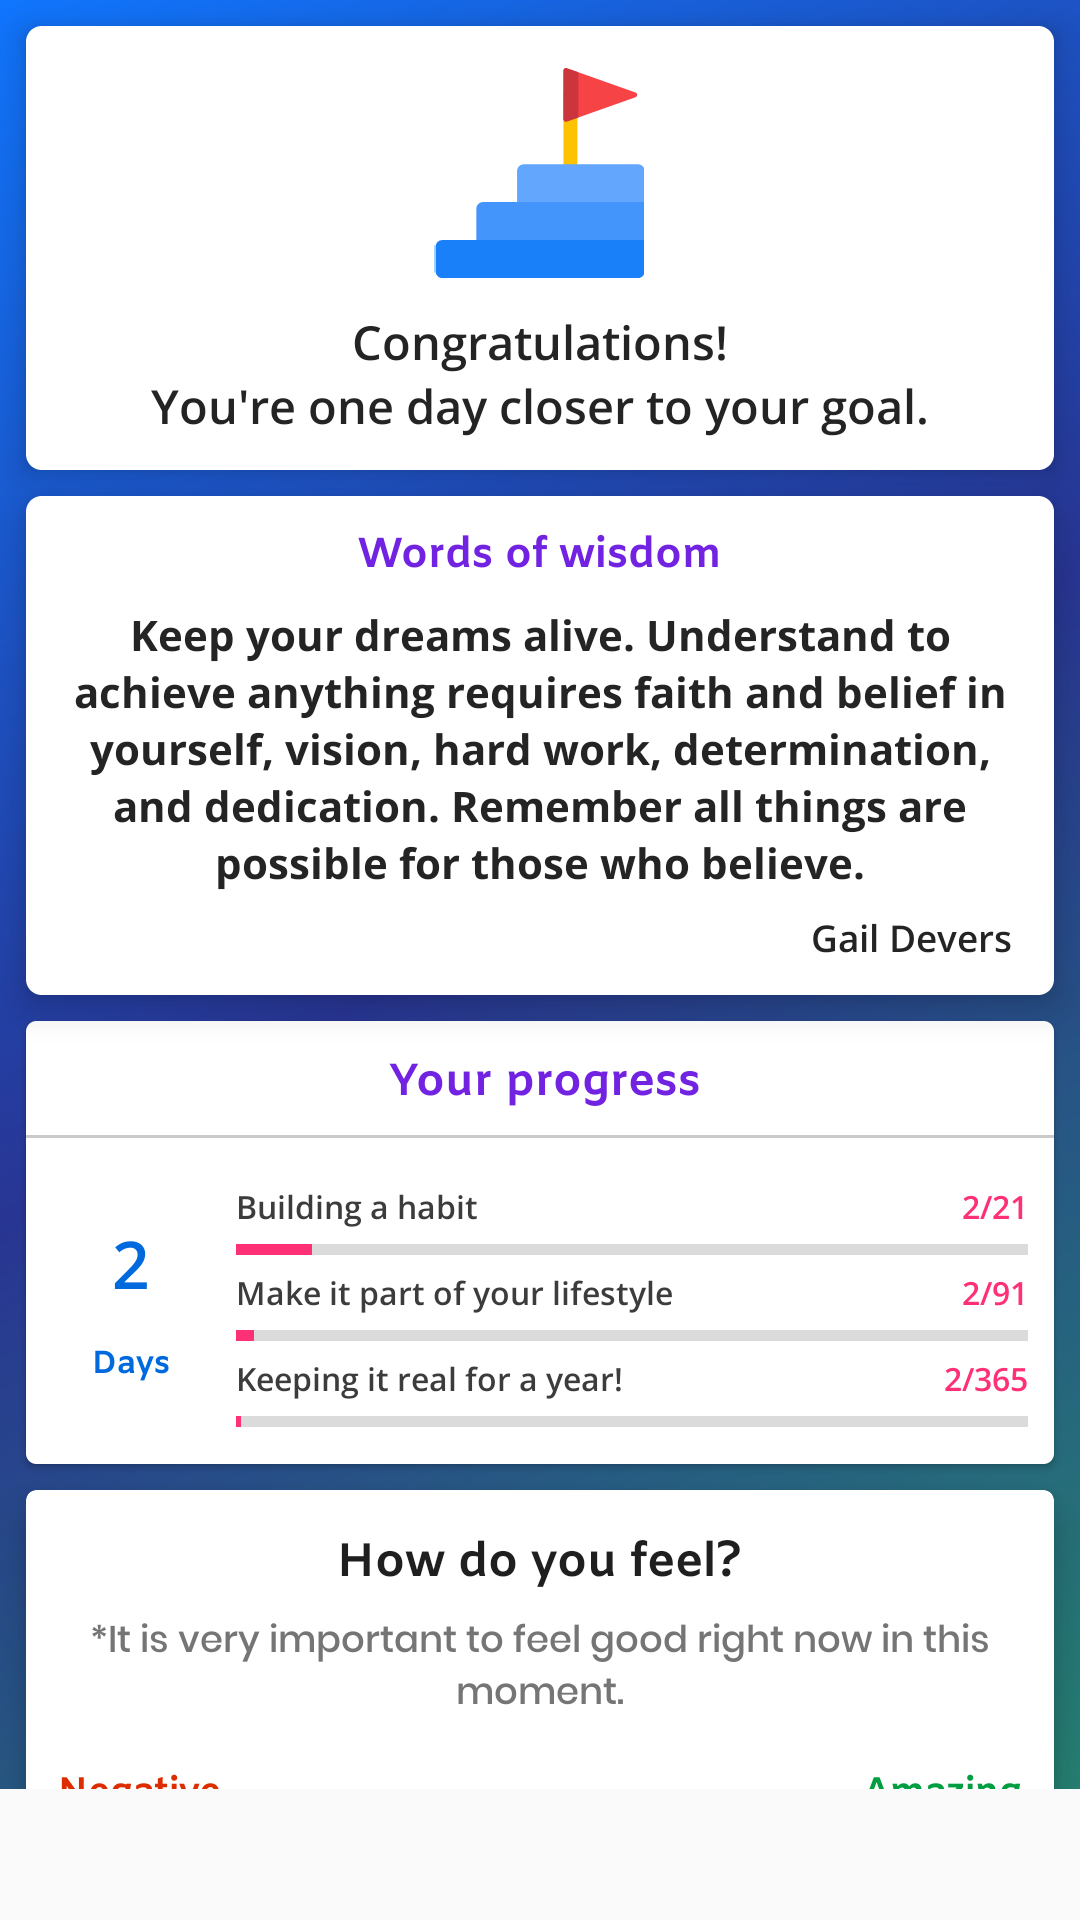 Congratulations!
You're one day closer to your goal.
Words of wisdom
Keep your dreams alive. Understand to
achieve anything requires faith and belief in
yourself, vision, hard work, determination,
and dedication. Remember all things are
possible for those who believe.
Gail Devers
Your progress
Building a habit 2/21
2
Make it part of your lifestyle 2/91
Days
Keeping it real for a year! 2/365
How do you feel?
*It is very important to feel good right now in this
moment.
Negative Amazing